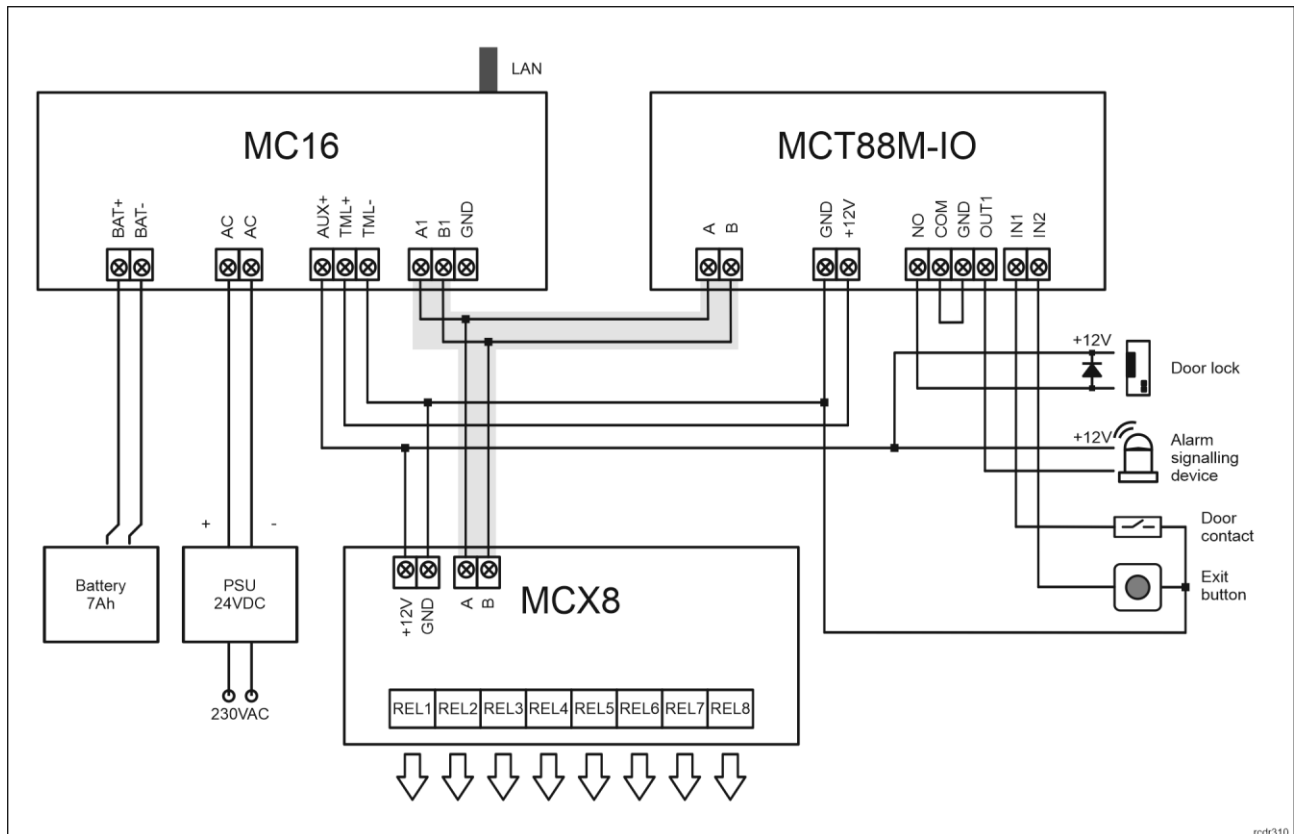 LAN
MC16
BAT+
BAT-
AC
AC
AUX+
TML+
TML-
A1
B1
GND
MCT88M-IO
A
B
GND
+12V
NO
COM
GND
OUT1
IN1
IN2
+12V
Door lock
+12V
Alarm
signalling
device
Door
contact
Exit
button
+ -
Battery
7Ah
PSU
24VDC
230VAC
+12V
GND
A
B
MCX8
REL1 REL2 REL3 REL4 REL5 REL6 REL7 REL8
rcdr310